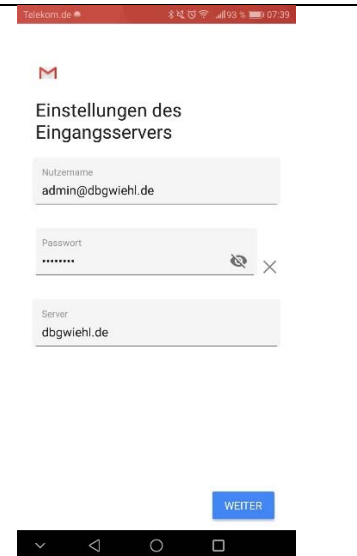 Telekom.de 93 % 07:39
Einstellungen des
Eingangsservers
Nutzername
admin@dbgwiehl.de
Passwort
••••••••
Server
dbgwiehl.de
WEITER